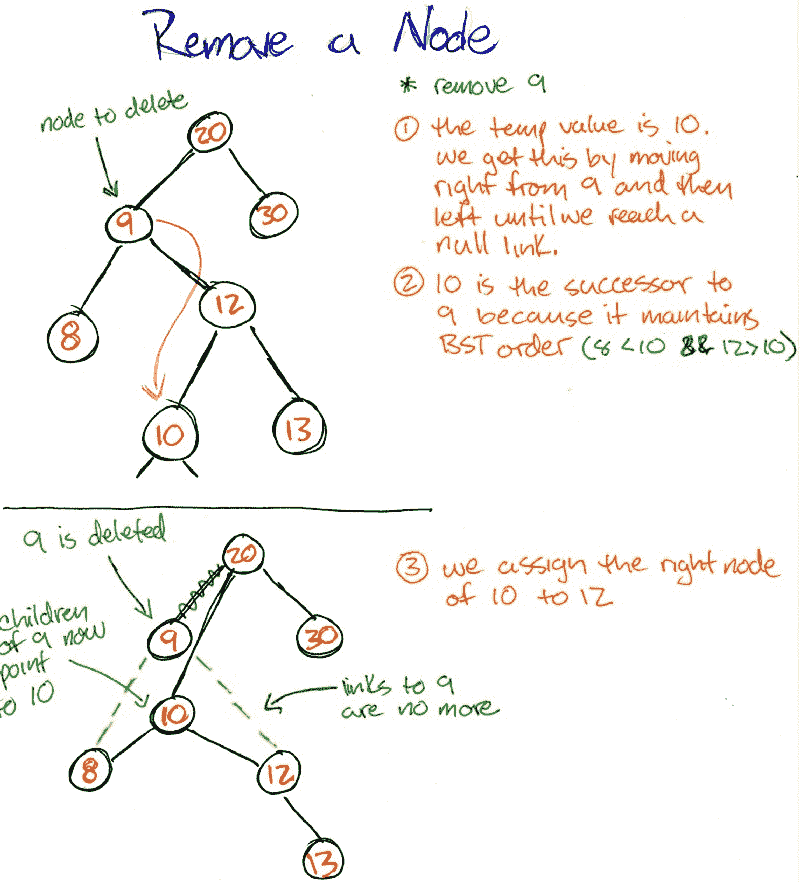 Remove a Node
* remove 9
node to delete
20
9
30
8
12
10
13
① the temp value is 10.
we get this by moving
right from 9 and then
left until we reach a
null link.
② 10 is the successor to
9 because it maintains
BST order (8 <10 && 12>10)
9 is deleted
20
children
of 9 now
point
to 10
9
30
10
links to 9
are no more
8
12
13
③ we assign the right node
of 10 to 12